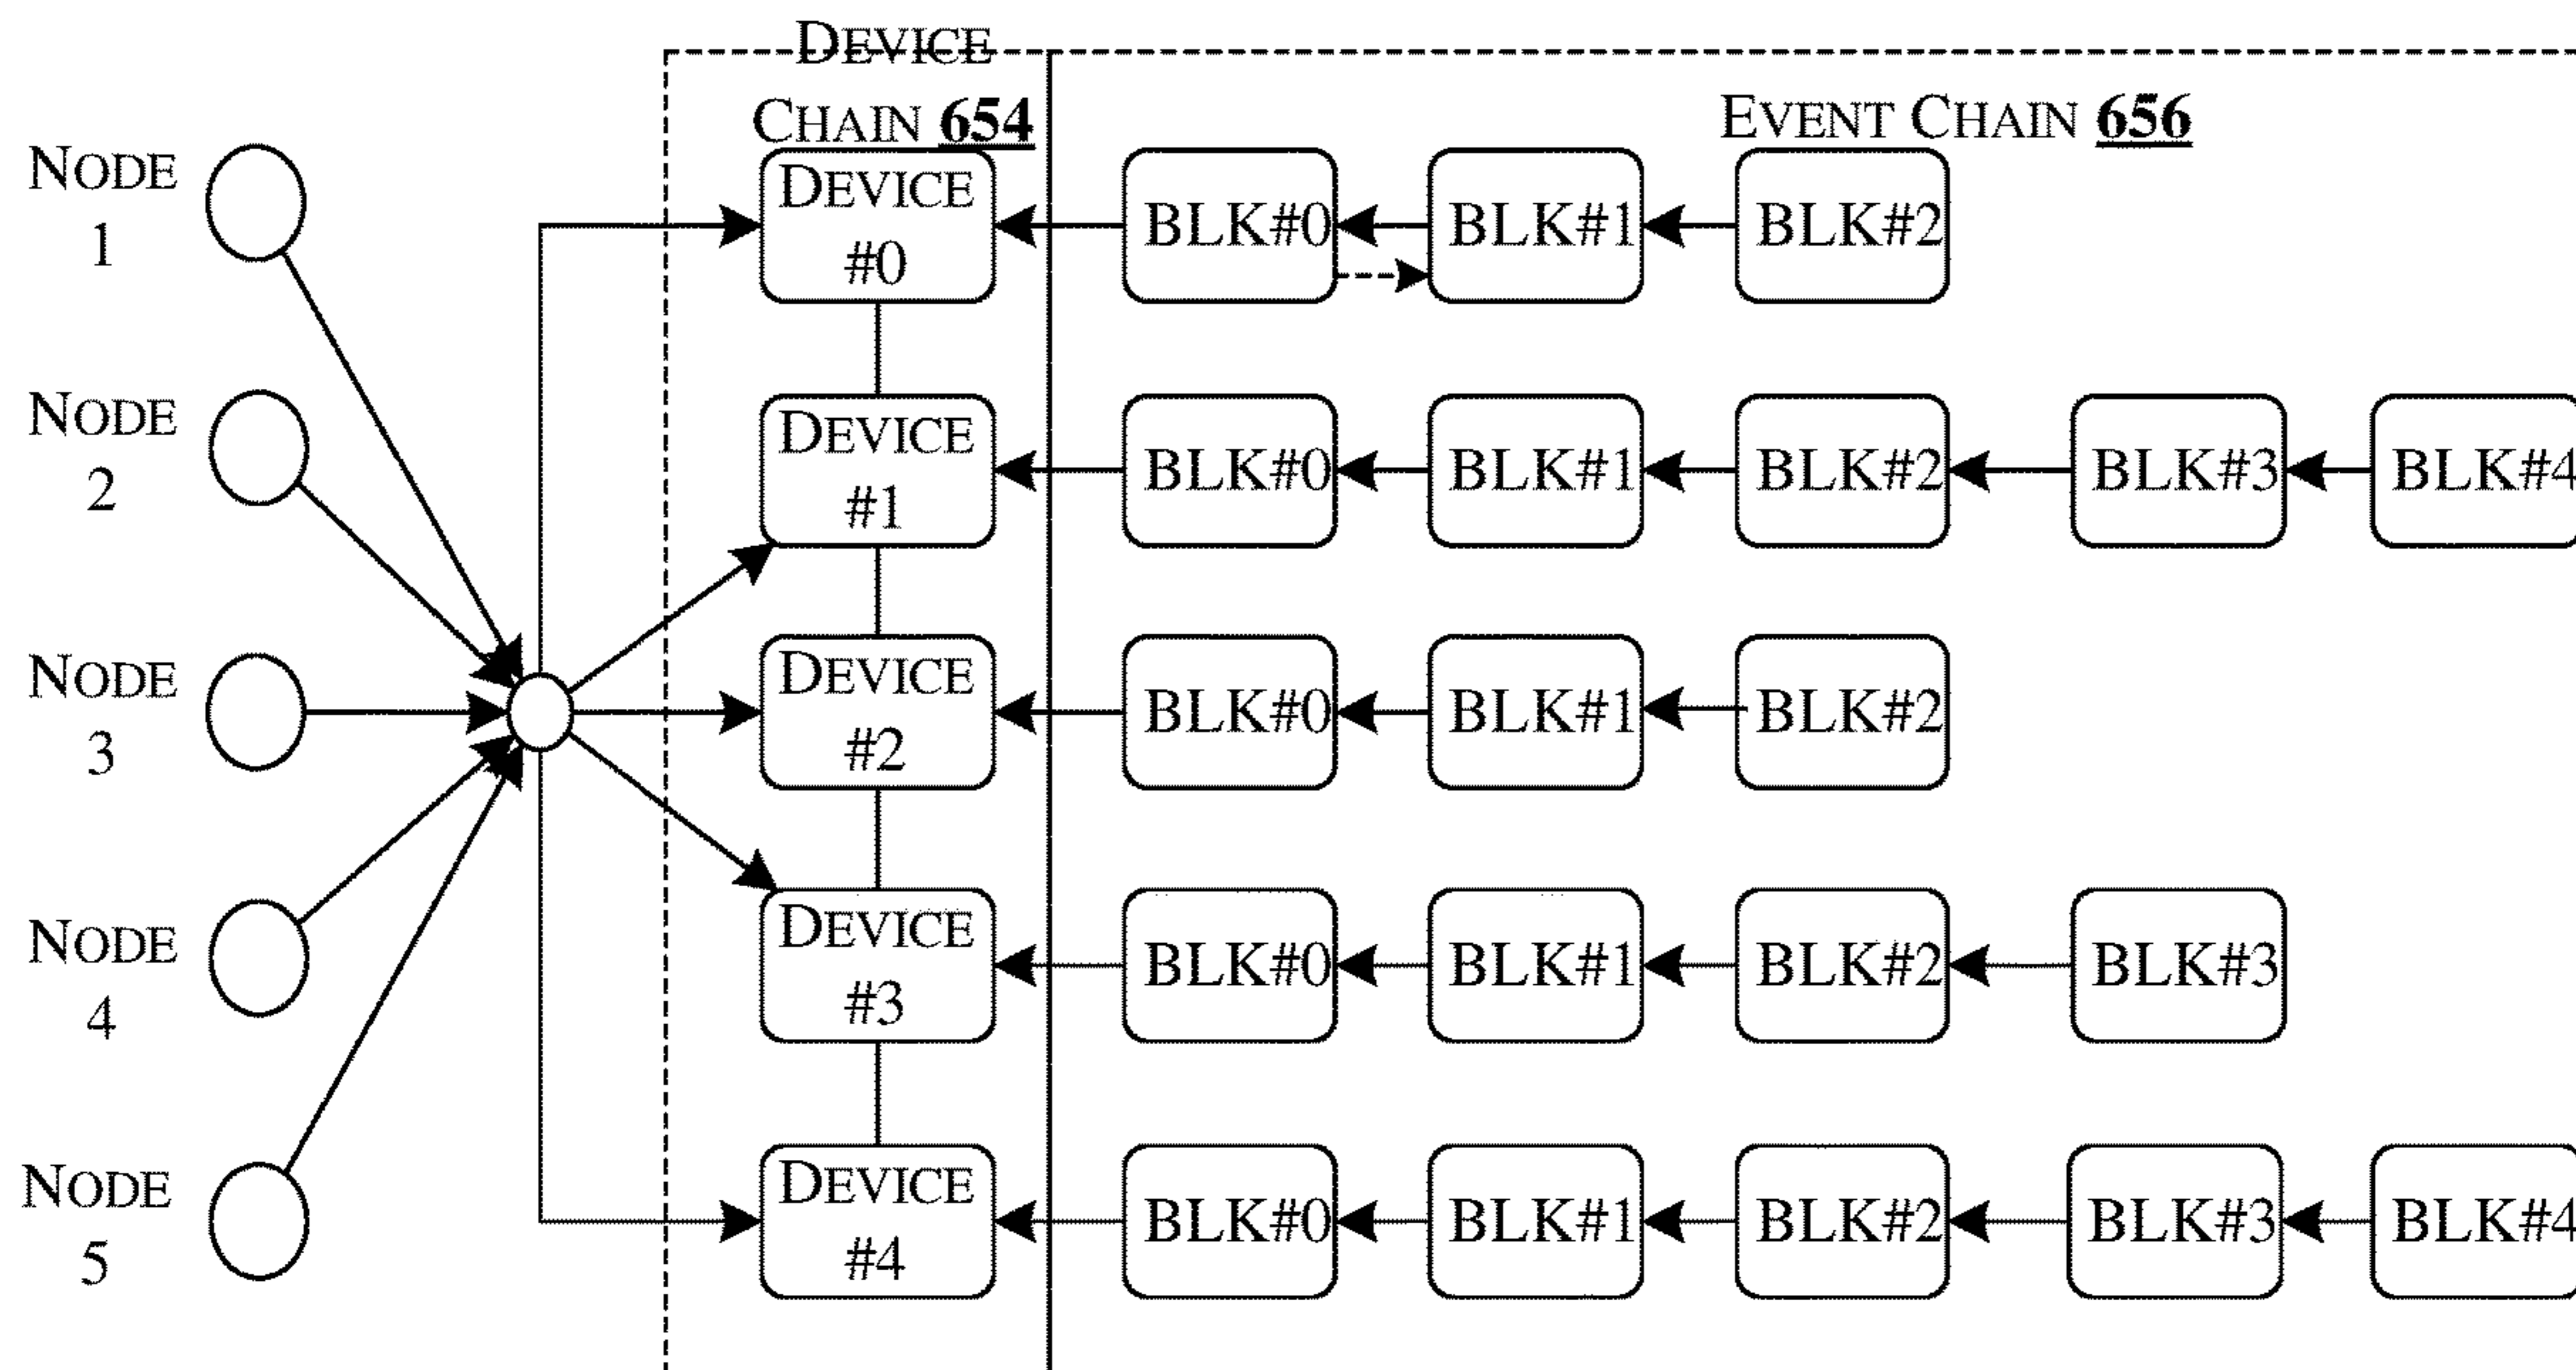 DEVICE
CHAIN 654
EVENT CHAIN 656
NODE
1
DEVICE
#0
BLK#0
BLK#1
BLK#2
NODE
2
DEVICE
#1
BLK#0
BLK#1
BLK#2
BLK#3
BLK#4
NODE
3
DEVICE
#2
BLK#0
BLK#1
BLK#2
NODE
4
DEVICE
#3
BLK#0
BLK#1
BLK#2
BLK#3
NODE
5
DEVICE
#4
BLK#0
BLK#1
BLK#2
BLK#3
BLK#4